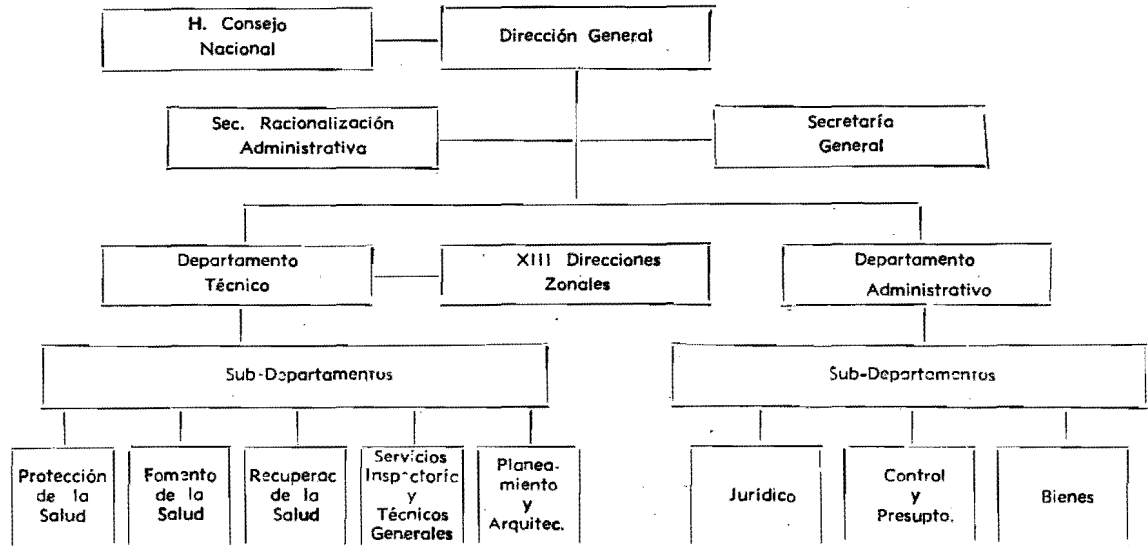 H. Consejo
Nacional
Dirección General
Sec. Racionalización
Administrativa
Secretaría
General
Departamento
Técnico
XIII Direcciones
Zonales
Departamento
Administrativo
Sub-Departamentos
Sub-Departamentos
Protección
de la
Salud
Fomento
de la
Salud
Recuperac
de la
Salud
Servicios
Inspectoric
y
Técnicos
Generales
Planea-
miento
y
Arquitec.
Jurídico
Control
y
Presupto.
Bienes